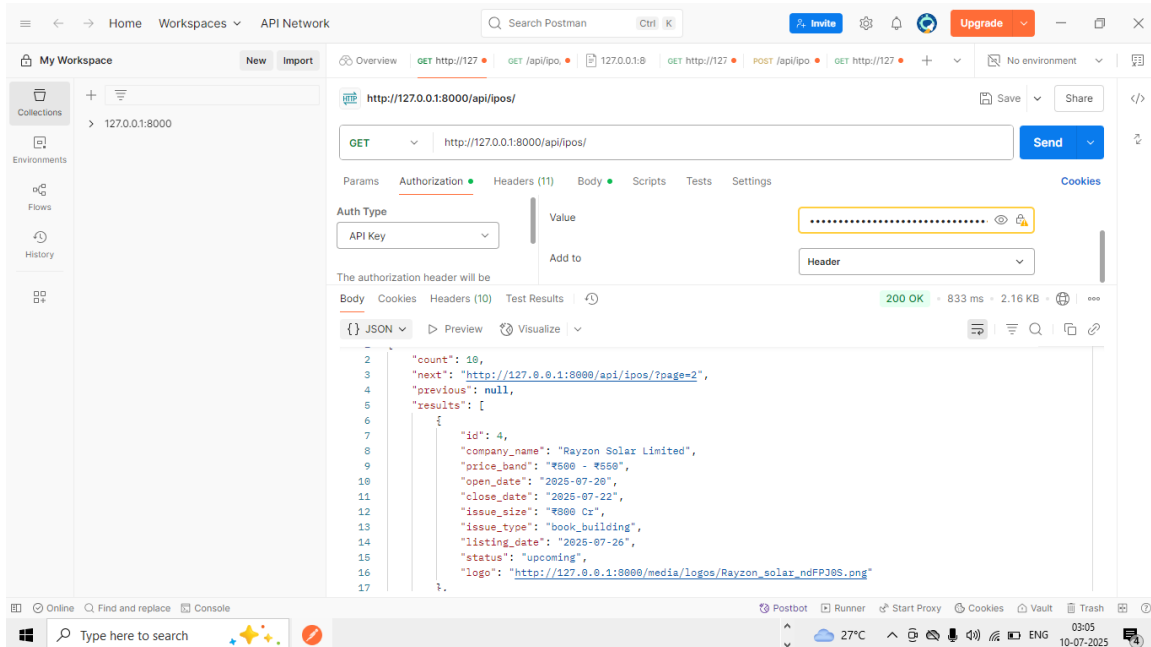 Home Workspaces API Network Search Postman Ctrl K Invite Upgrade
My Workspace New Import Overview GET http://127 GET /api/ipo, 127.0.0.1:8 GET http://127 POST /api/ipo GET http://127 No environment
Collections
127.0.0.1:8000
Environments
Flows
History
HTTP http://127.0.0.1:8000/api/ipos/ Save Share
GET http://127.0.0.1:8000/api/ipos/ Send
Params Authorization Headers (11) Body Scripts Tests Settings Cookies
Auth Type
API Key
The authorization header will be
Value
Add to Header
Body Cookies Headers (10) Test Results 200 OK 833 ms 2.16 KB
{} JSON Preview Visualize
2 "count": 10,
3 "next": "http://127.0.0.1:8000/api/ipos/?page=2",
4 "previous": null,
5 "results": [
6 {
7 "id": 4,
8 "company_name": "Rayzon Solar Limited",
9 "price_band": "₹500 - ₹550",
10 "open_date": "2025-07-20",
11 "close_date": "2025-07-22",
12 "issue_size": "₹800 Cr",
13 "issue_type": "book_building",
14 "listing_date": "2025-07-26",
15 "status": "upcoming",
16 "logo": "http://127.0.0.1:8000/media/logos/Rayzon_solar_ndFPJ0S.png"
17 },
Online Find and replace Console Postbot Runner Start Proxy Cookies Vault Trash
Type here to search 27°C ENG 03:05
10-07-2025
4